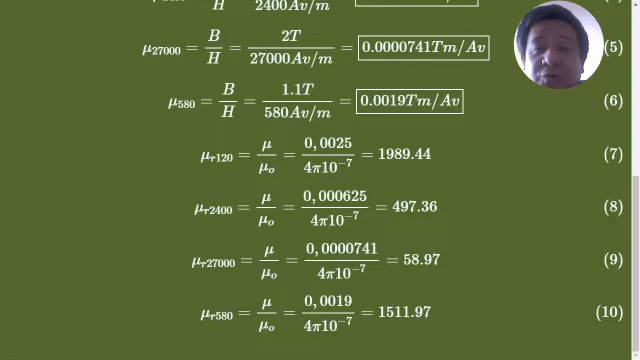 H 2400Av/m
μ27000 = B/H = 2T/27000Av/m = 0.0000741Tm/Av (5)
μ580 = B/H = 1.1T/580Av/m = 0.0019Tm/Av (6)
μr120 = μ/μo = 0,0025/4π10^-7 = 1989.44 (7)
μr2400 = μ/μo = 0,000625/4π10^-7 = 497.36 (8)
μr27000 = μ/μo = 0,0000741/4π10^-7 = 58.97 (9)
μr580 = μ/μo = 0,0019/4π10^-7 = 1511.97 (10)